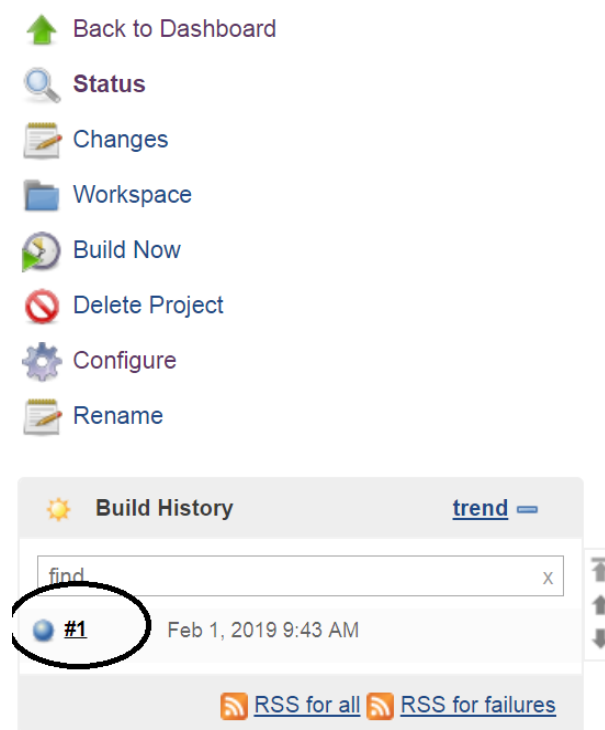 Back to Dashboard
Status
Changes
Workspace
Build Now
Delete Project
Configure
Rename
Build History trend
find x
#1 Feb 1, 2019 9:43 AM
RSS for all RSS for failures